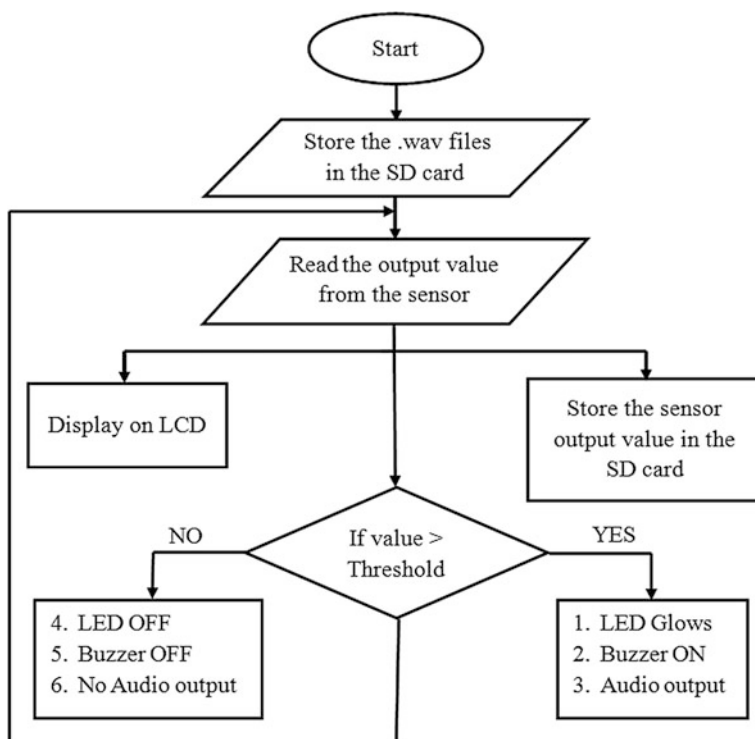 Start
Store the .wav files
in the SD card
Read the output value
from the sensor
Display on LCD
Store the sensor
output value in the
SD card
If value >
Threshold
NO
YES
4. LED OFF
5. Buzzer OFF
6. No Audio output
1. LED Glows
2. Buzzer ON
3. Audio output